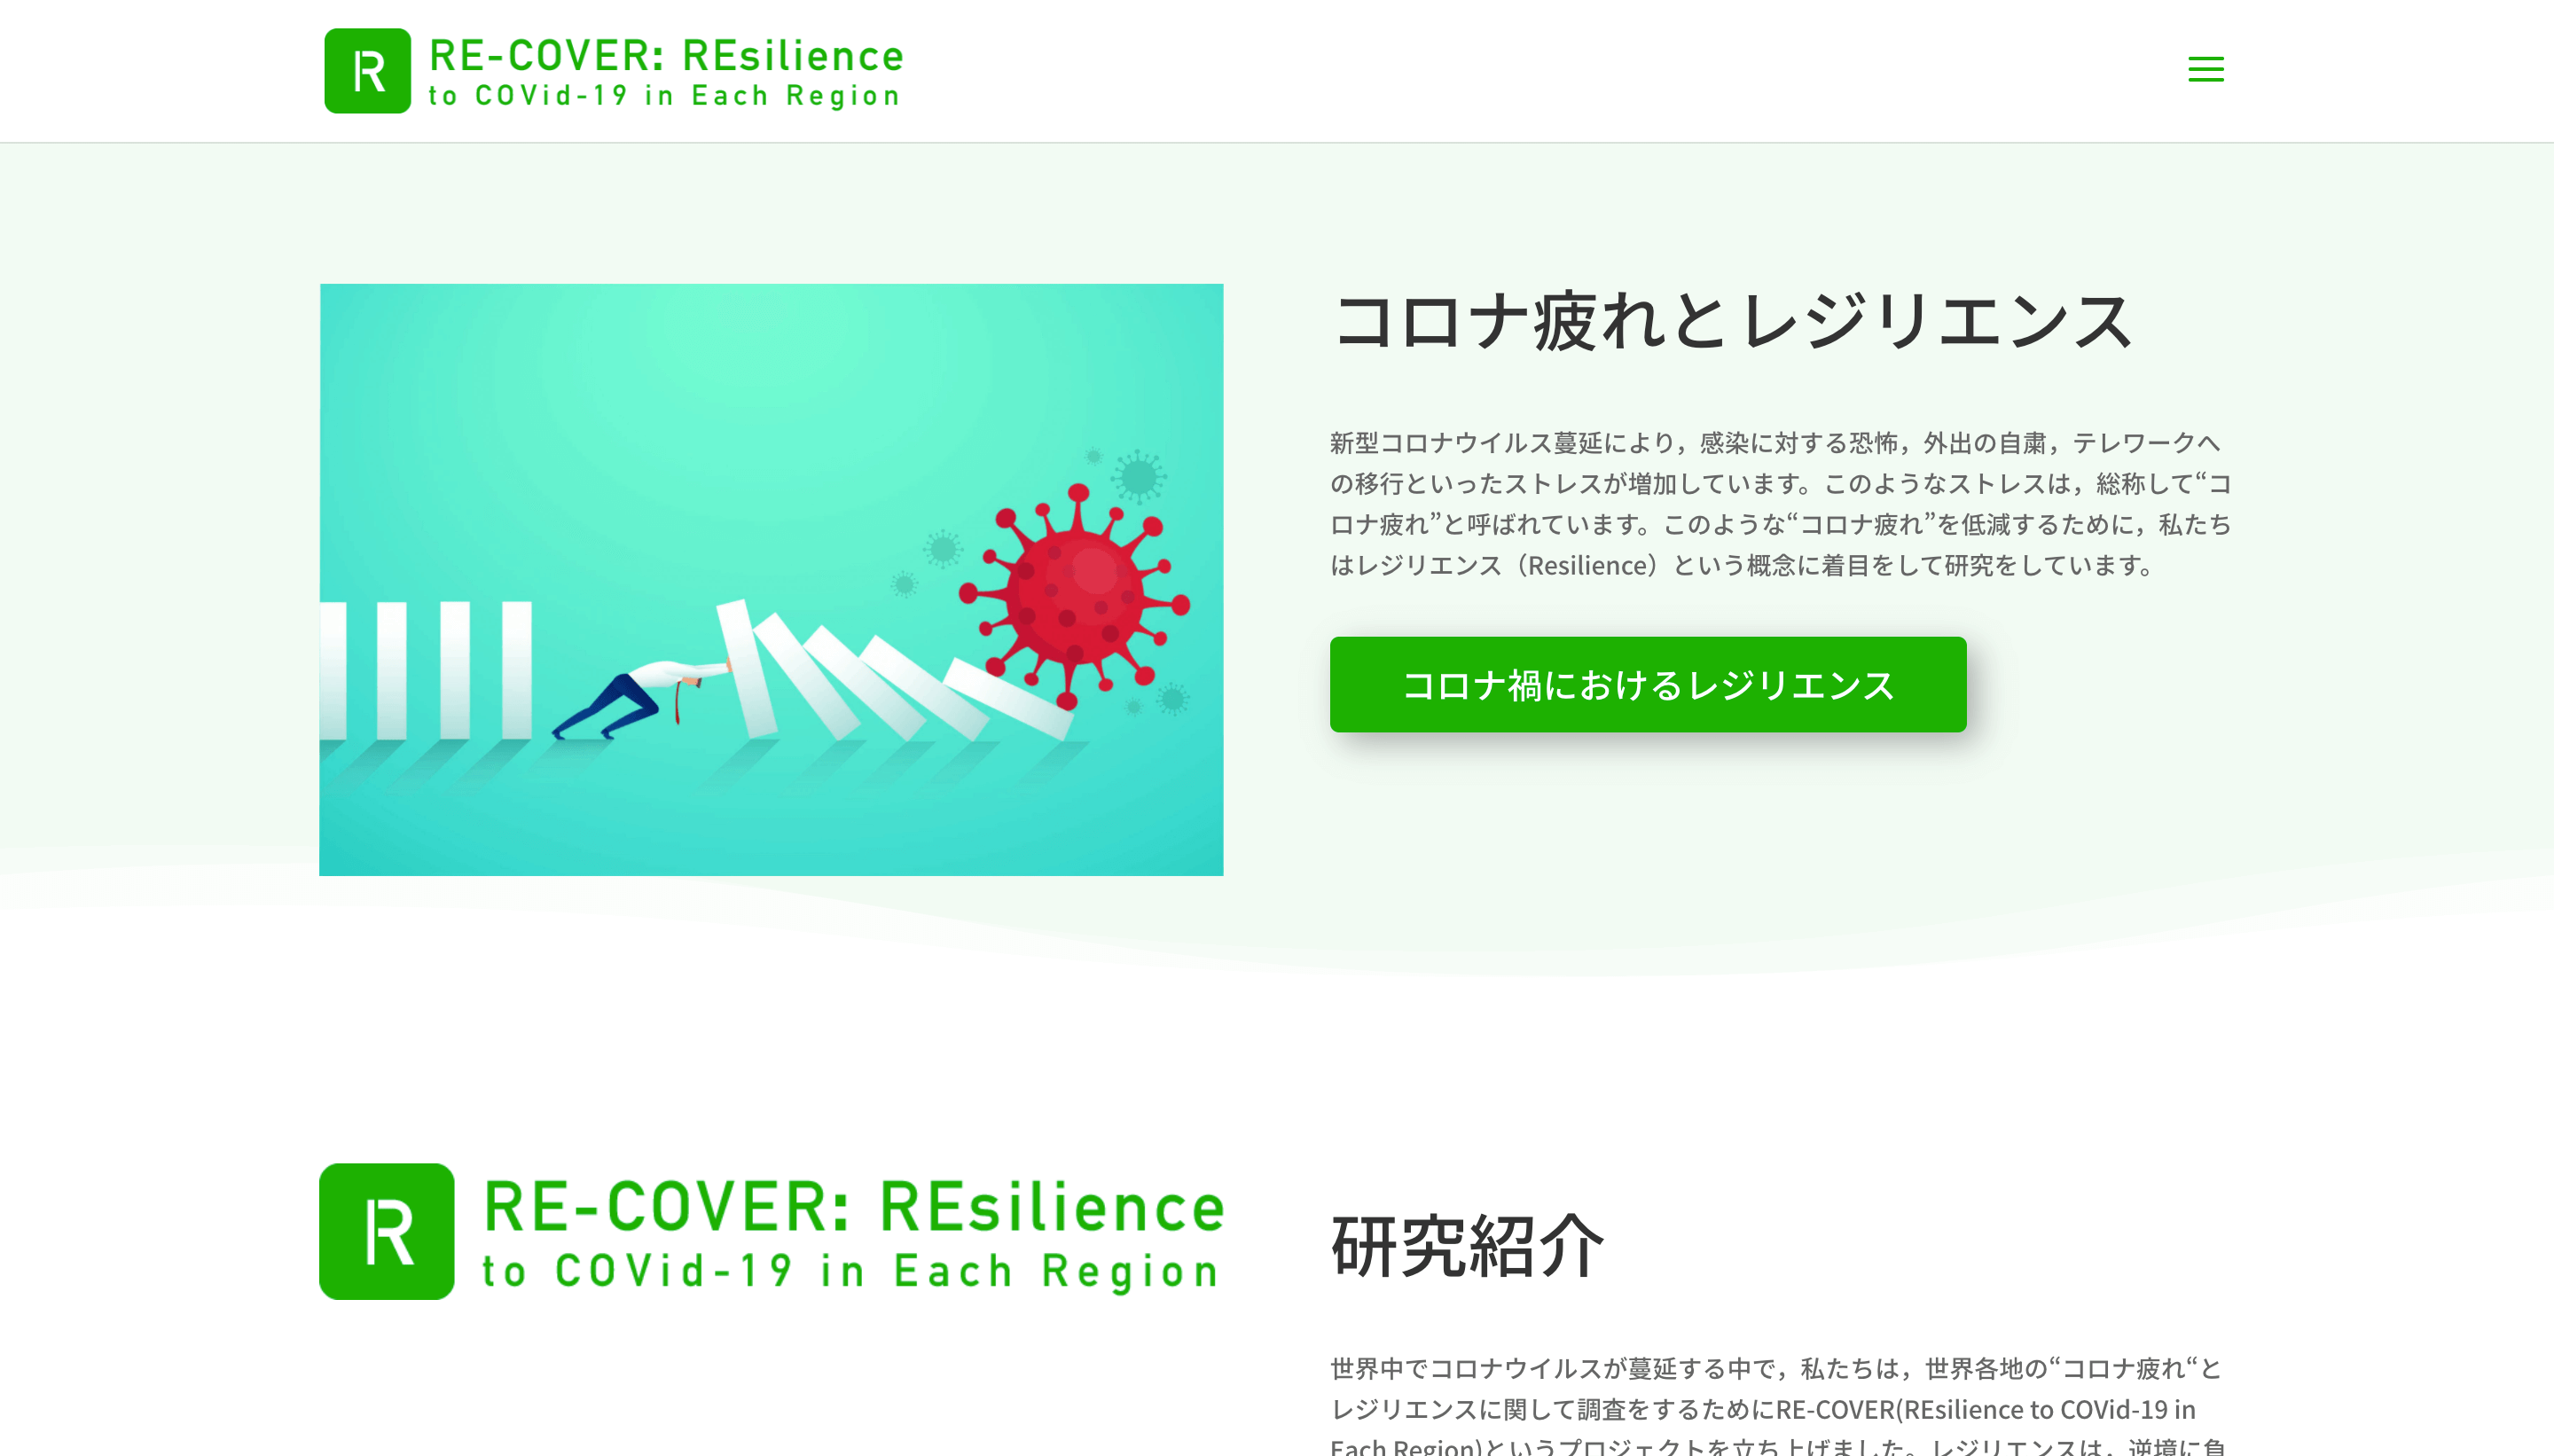 RE-COVER: REsilience
to COVid-19 in Each Region
コロナ疲れとレジリエンス
新型コロナウイルス蔓延により，感染に対する恐怖，外出の自粛，テレワークへ
の移行といったストレスが増加しています。このようなストレスは，総称して“コ
ロナ疲れ”と呼ばれています。このような“コロナ疲れ”を低減するために，私たち
はレジリエンス（Resilience）という概念に着目をして研究をしています。
コロナ禍におけるレジリエンス
RE-COVER: REsilience
to COVid-19 in Each Region
研究紹介
世界中でコロナウイルスが蔓延する中で，私たちは，世界各地の“コロナ疲れ“と
レジリエンスに関して調査をするためにRE-COVER(REsilience to COVid-19 in
Each Region)というプロジェクトを立ち上げました。レジリエンスは，逆境に負